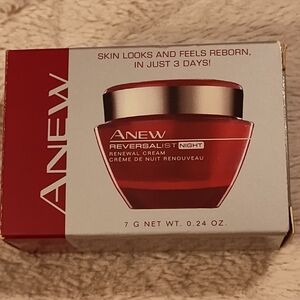 ANEW
SKIN LOOKS AND FEELS REBORN,
IN JUST 3 DAYS!
ANEW
REVERSALIST NIGHT
RENEWAL CREAM
CRÈME DE NUIT RENOUVEAU
7 G NET WT. 0.24 OZ.